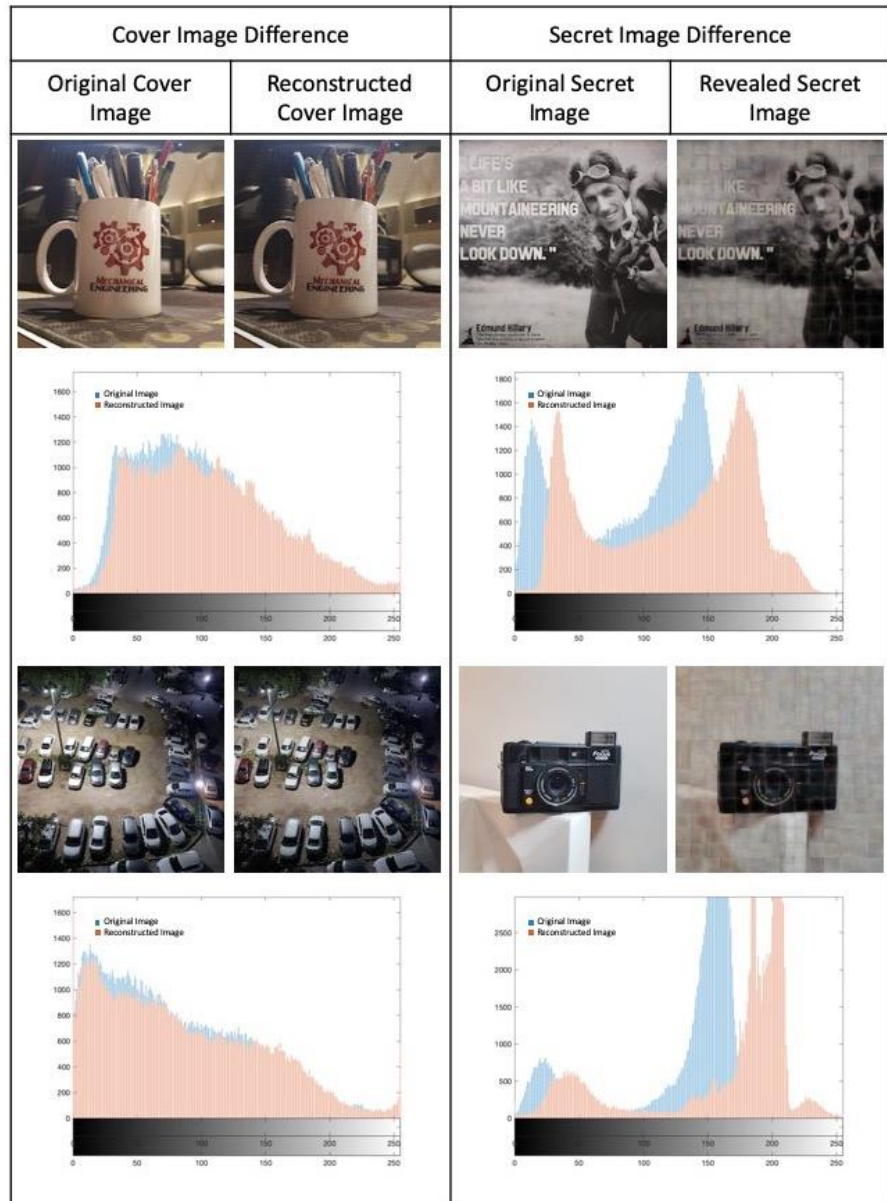 Cover Image Difference
Secret Image Difference
Original Cover
Image
Reconstructed
Cover Image
Original Secret
Image
Revealed Secret
Image
MECHANICAL
ENGINEERING
MECHANICAL
ENGINEERING
LIFE'S
A BIT LIKE
MOUNTAINEERING
NEVER
LOOK DOWN."
Edmund Hillary
LIKE
MOUNTAINEERING
NEVER
LOOK DOWN."
Edmund Hillary
Original Image
Reconstructed Image
1600
1400
1200
1000
800
600
400
200
0
0 50 100 150 200 250
Original Image
Reconstructed Image
1800
1600
1400
1200
1000
800
600
400
200
0
0 50 100 150 200 250
Original Image
Reconstructed Image
1600
1400
1200
1000
800
600
400
200
0
0 50 100 150 200 250
Original Image
Reconstructed Image
2500
2000
1500
1000
500
0
0 50 100 150 200 250